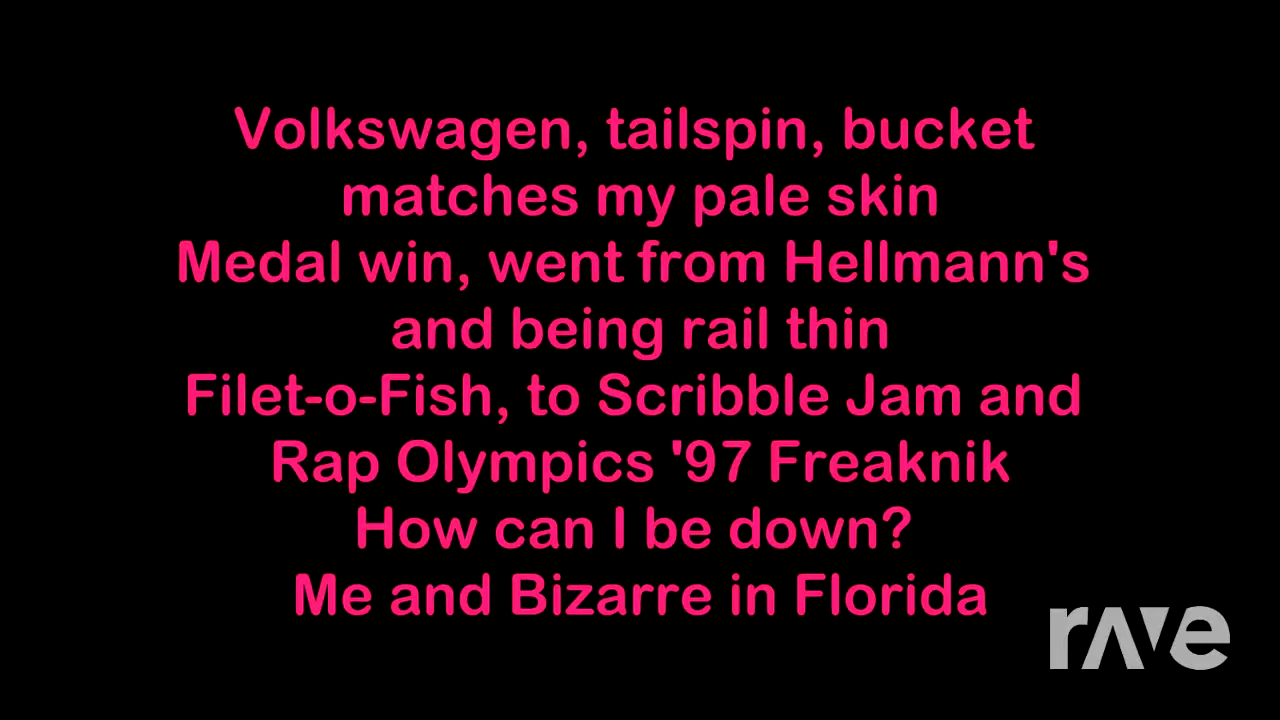 Volkswagen, tailspin, bucket
matches my pale skin
Medal win, went from Hellmann's
and being rail thin
Filet-o-Fish, to Scribble Jam and
Rap Olympics '97 Freaknik
How can I be down?
Me and Bizarre in Florida
rave